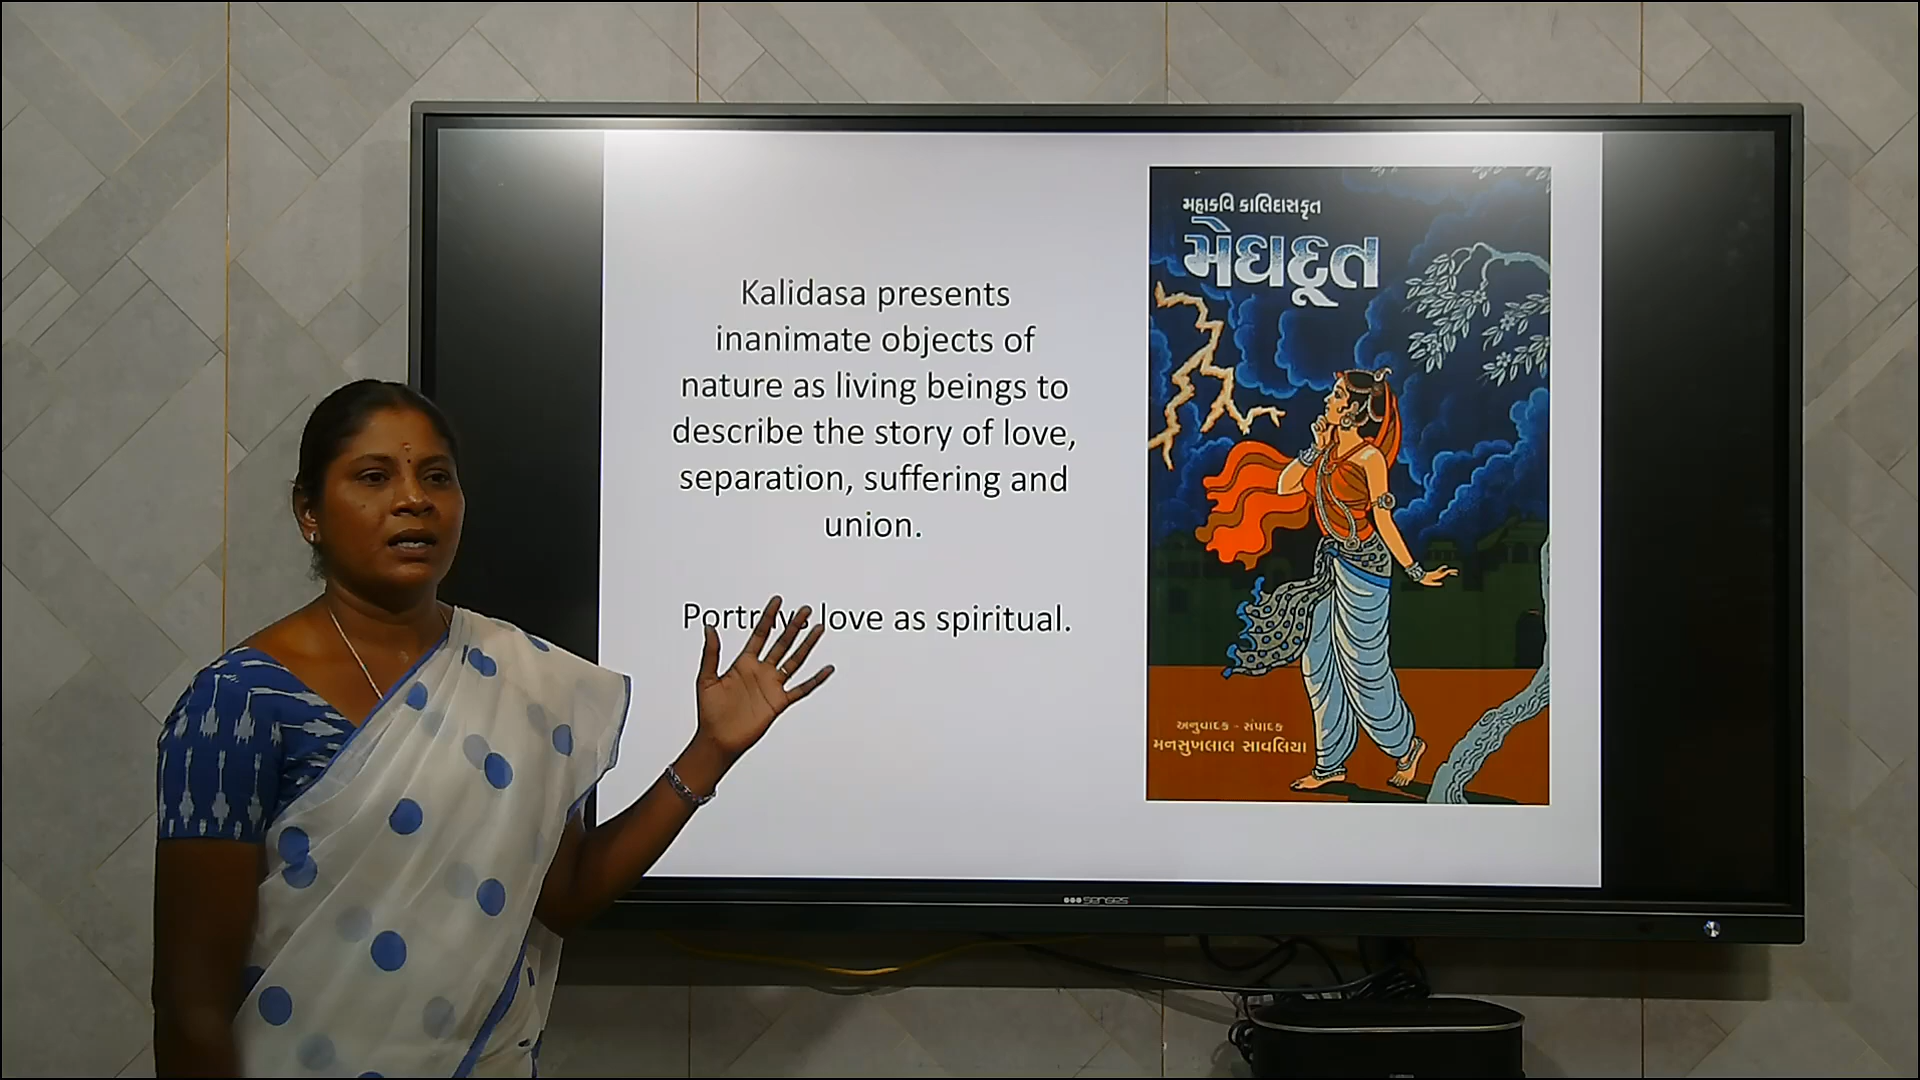 Kalidasa presents
inanimate objects of
nature as living beings to
describe the story of love,
separation, suffering and
union.
Portrays love as spiritual.
મહાકવિ કાલિદાસકૃત
મેઘદૂત
અનુવાદક - સંપાદક
મનસુખલાલ સાવલિયા
senses